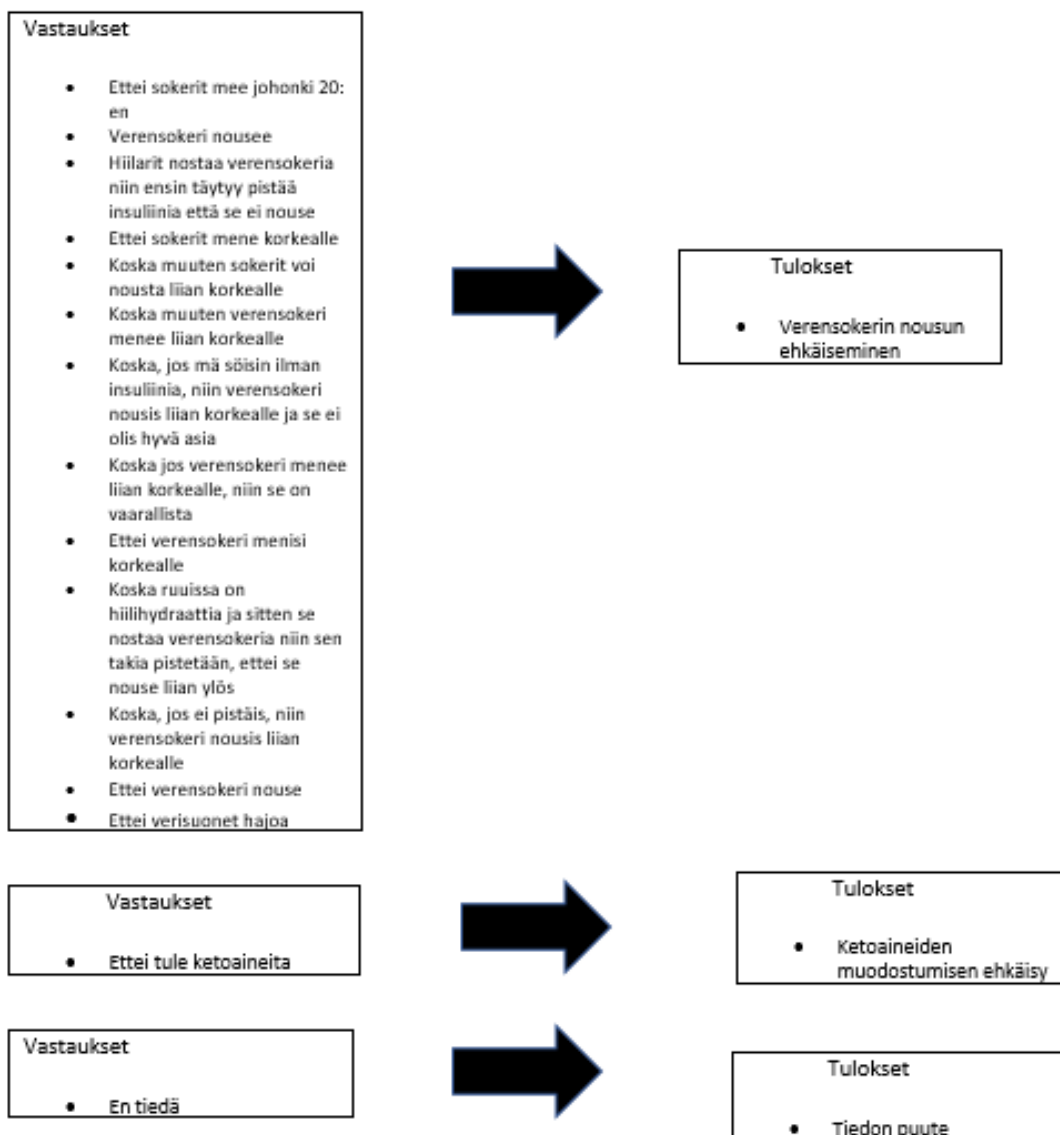 Vastaukset
• Ettei sokerit mee johonki 20:
en
• Verensokeri nousee
• Hiilarit nostaa verensokeria
niin ensin täytyy pistää
insuliinia että se ei nouse
• Ettei sokerit mene korkealle
• Koska muuten sokerit voi
nousta liian korkealle
• Koska muuten verensokeri
menee liian korkealle
• Koska, jos mä söisin ilman
insuliinia, niin verensokeri
nousis liian korkealle ja se ei
olis hyvä asia
• Koska jos verensokeri menee
liian korkealle, niin se on
vaarallista
• Ettei verensokeri menisi
korkealle
• Koska ruuissa on
hiilihydraattia ja sitten se
nostaa verensokeria niin sen
takia pistetään, ettei se
nouse liian ylös
• Koska, jos ei pistäis, niin
verensokeri nousis liian
korkealle
• Ettei verensokeri nouse
• Ettei verisuonet hajoa
Tulokset
• Verensokerin nousun
ehkäiseminen
Vastaukset
• Ettei tule ketoaineita
Tulokset
• Ketoaineiden
muodostumisen ehkäisy
Vastaukset
• En tiedä
Tulokset
• Tiedon puute